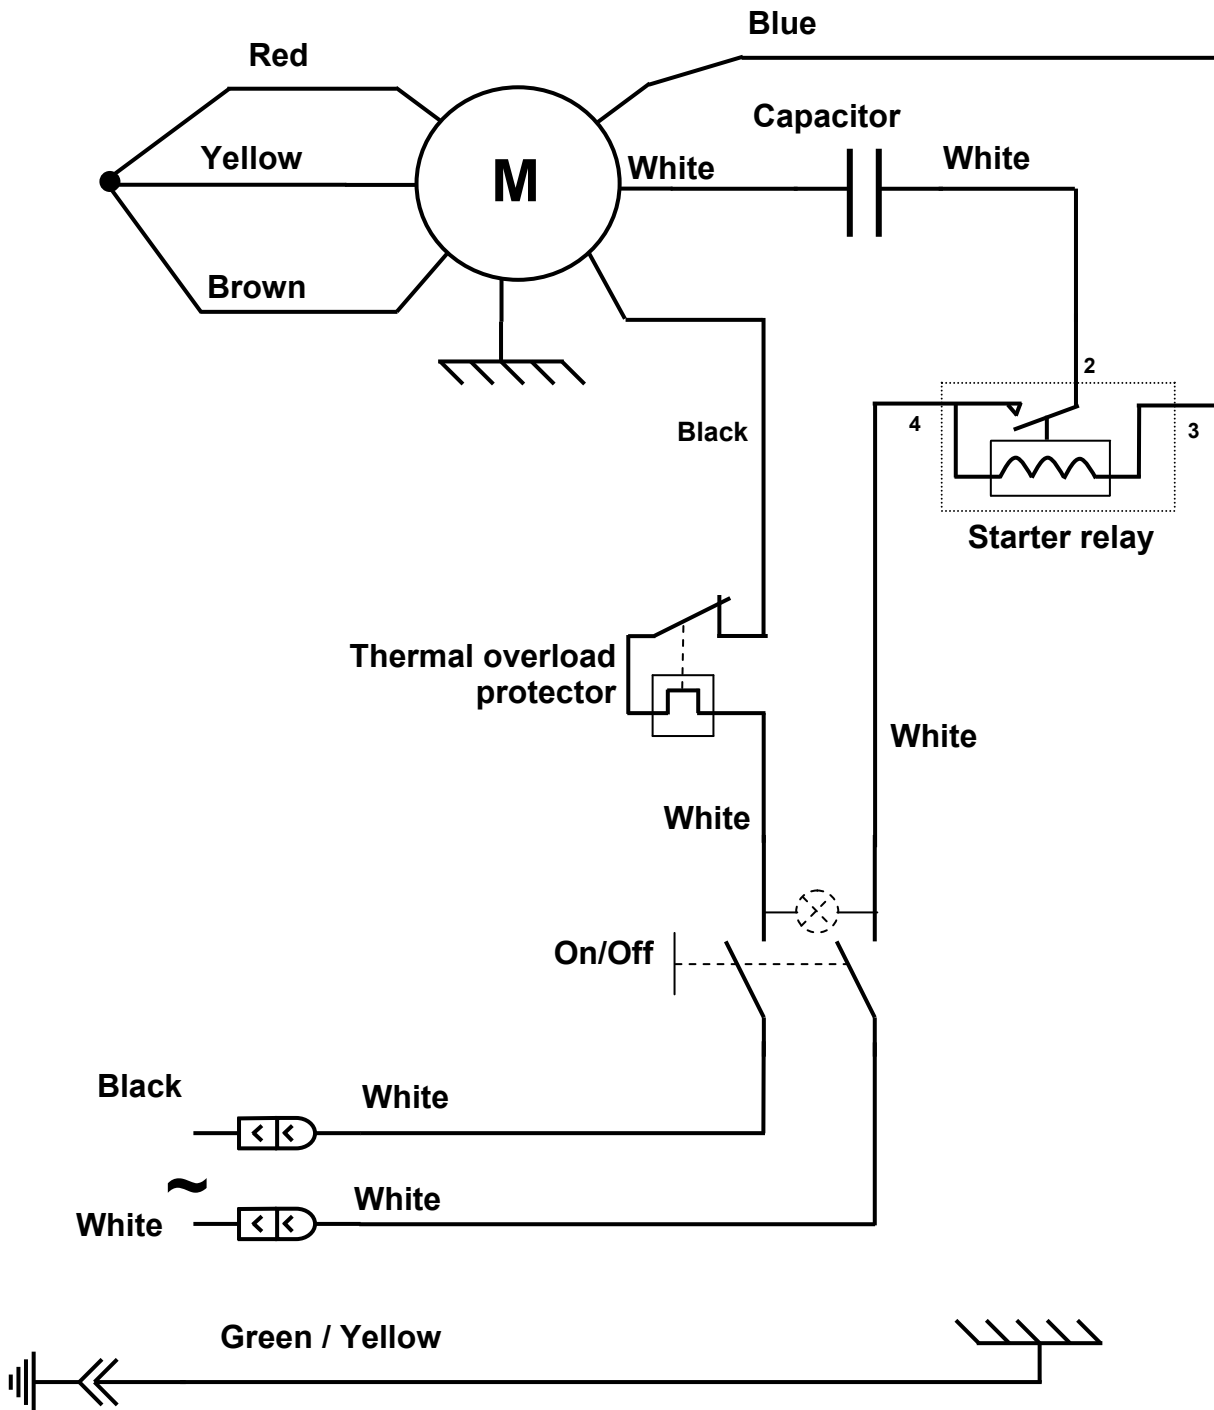 Blue
Red
Capacitor
Yellow
White
White
M
Brown
2
4
3
Black
Starter relay
Thermal overload
protector
White
White
On/Off
Black
White
~
White
White
Green / Yellow